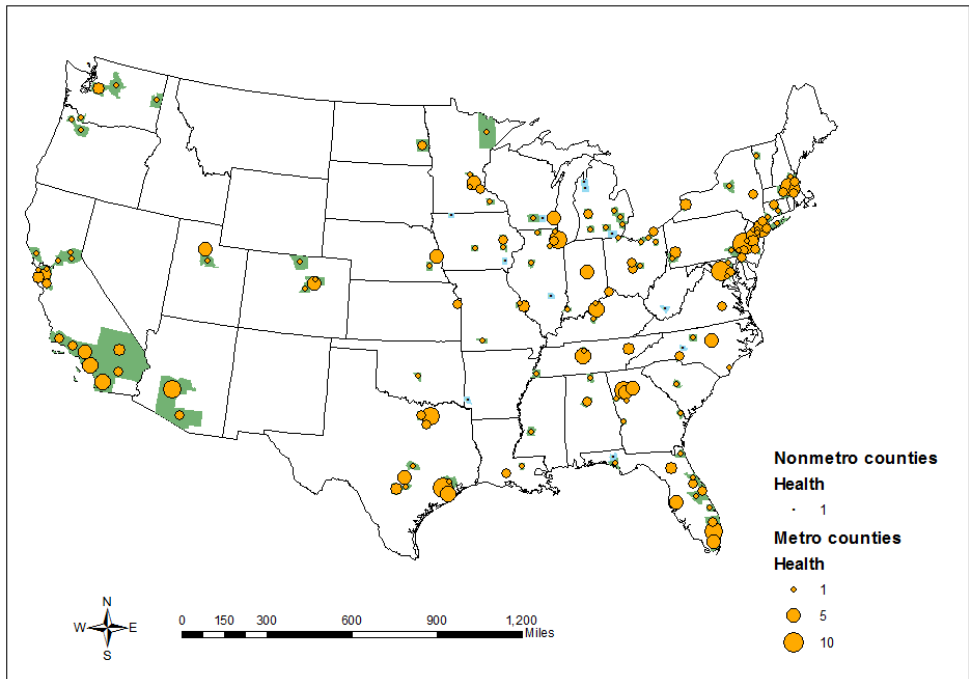 Nonmetro counties
Health
1
Metro counties
Health
1
5
10
N
W E
S
0 150 300 600 900 1,200
Miles